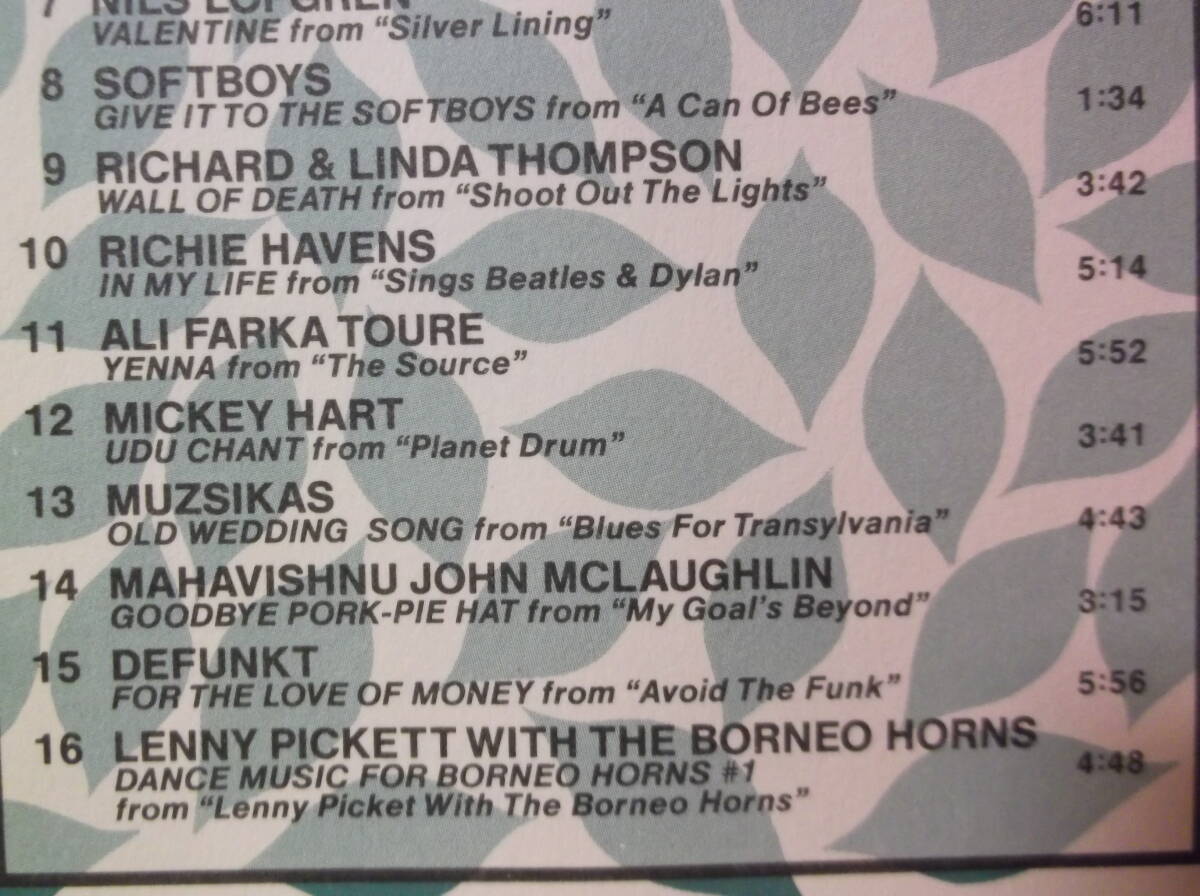 7 NILS LOFGREN
VALENTINE from "Silver Lining" 6:11
8 SOFTBOYS
GIVE IT TO THE SOFTBOYS from "A Can Of Bees" 1:34
9 RICHARD & LINDA THOMPSON
WALL OF DEATH from "Shoot Out The Lights" 3:42
10 RICHIE HAVENS
IN MY LIFE from "Sings Beatles & Dylan" 5:14
11 ALI FARKA TOURE
YENNA from "The Source" 5:52
12 MICKEY HART
UDU CHANT from "Planet Drum" 3:41
13 MUZSIKAS
OLD WEDDING SONG from "Blues For Transylvania" 4:43
14 MAHAVISHNU JOHN MCLAUGHLIN
GOODBYE PORK-PIE HAT from "My Goal's Beyond" 3:15
15 DEFUNKT
FOR THE LOVE OF MONEY from "Avoid The Funk" 5:56
16 LENNY PICKETT WITH THE BORNEO HORNS
DANCE MUSIC FOR BORNEO HORNS #1 4:48
from "Lenny Picket With The Borneo Horns"